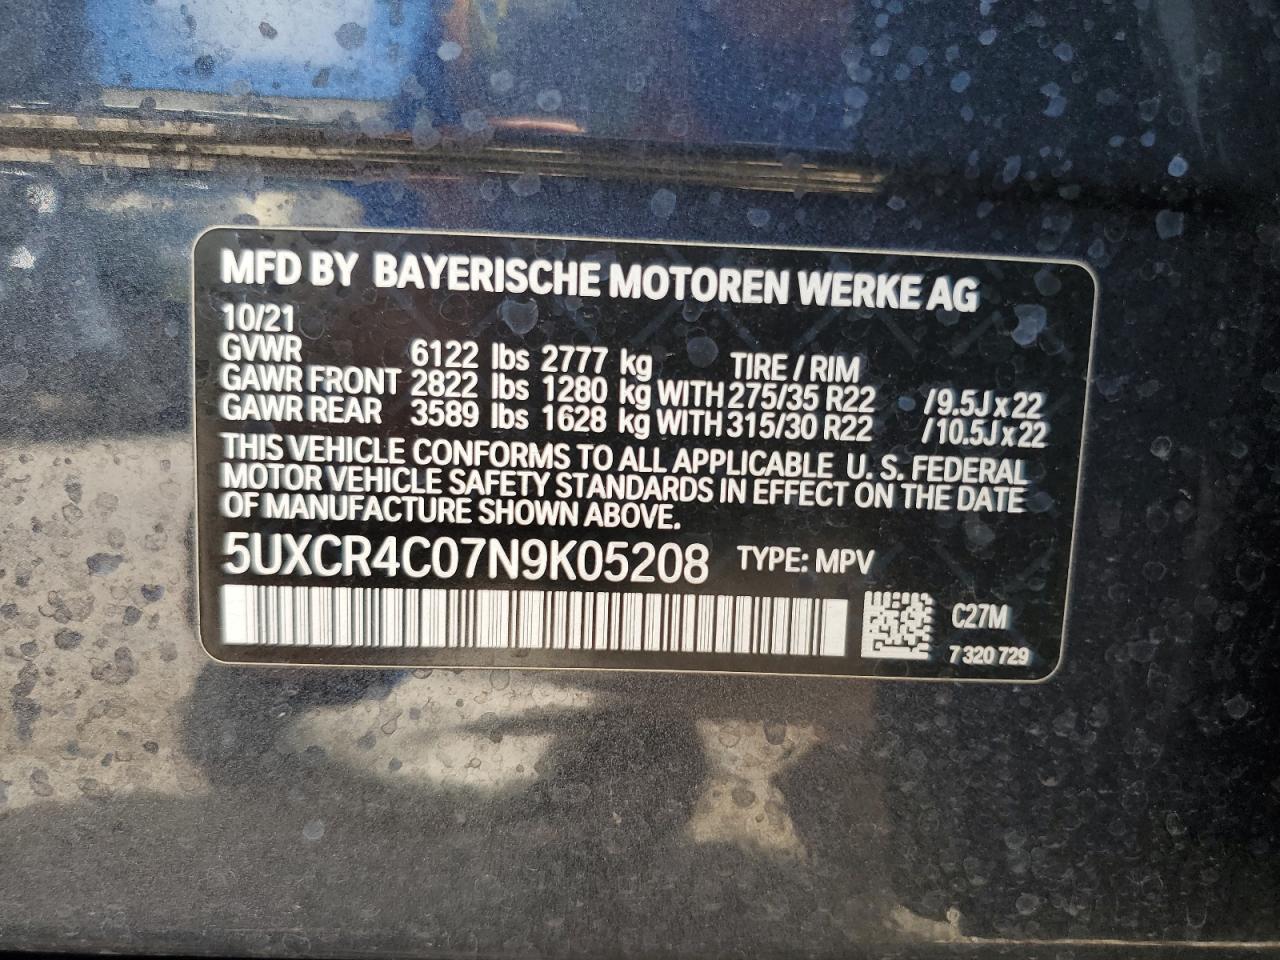 MFD BY BAYERISCHE MOTOREN WERKE AG
10/21
GVWR 6122 lbs 2777 kg TIRE / RIM
GAWR FRONT 2822 lbs 1280 kg WITH 275/35 R22 /9.5J x 22
GAWR REAR 3589 lbs 1628 kg WITH 315/30 R22 /10.5J x 22
THIS VEHICLE CONFORMS TO ALL APPLICABLE U. S. FEDERAL
MOTOR VEHICLE SAFETY STANDARDS IN EFFECT ON THE DATE
OF MANUFACTURE SHOWN ABOVE.
5UXCR4C07N9K05208 TYPE: MPV
C27M
7 320 729